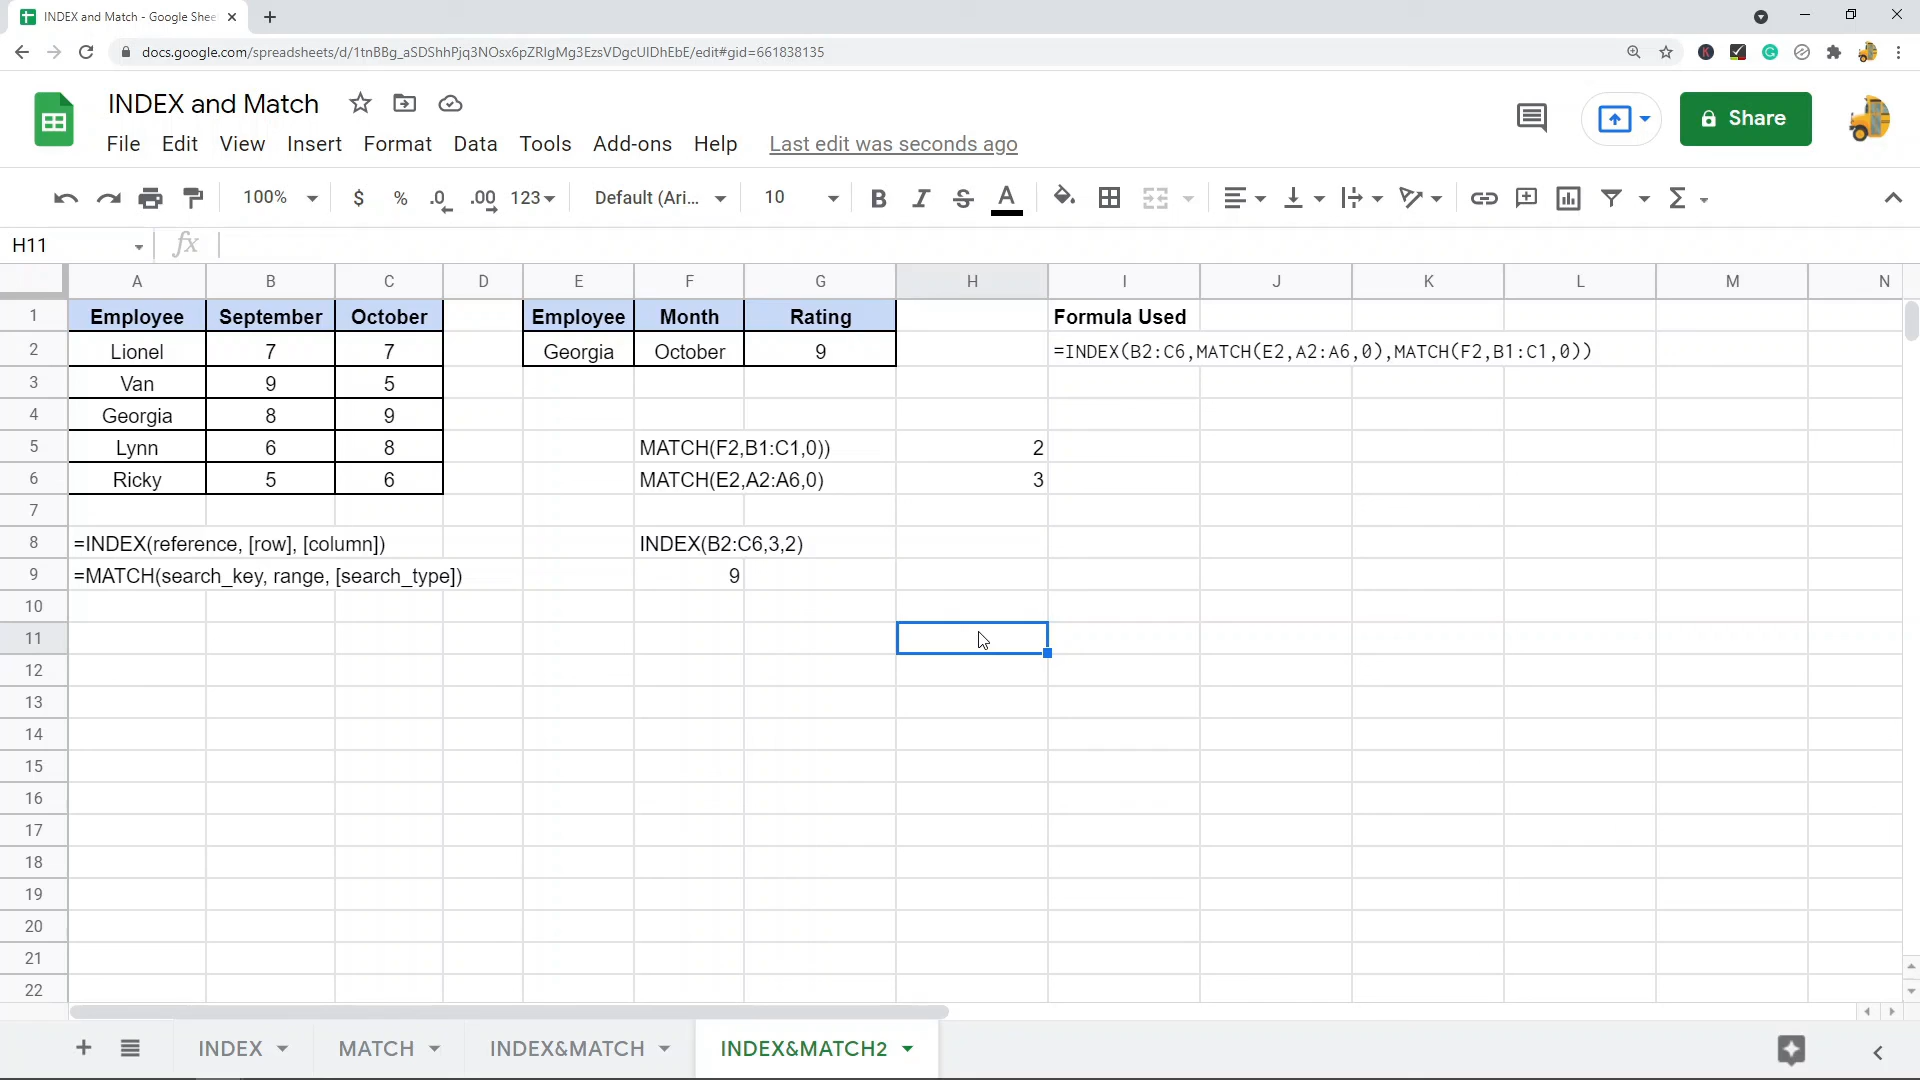 INDEX and Match - Google Shee
docs.google.com/spreadsheets/d/1tnBBg_aSDShhPjq3NOsx6pZRIgMg3EzsVDgcUIDhEbE/edit#gid=661838135
INDEX and Match
Share
File Edit View Insert Format Data Tools Add-ons Help Last edit was seconds ago
100% $ % .0 .00 123 Default (Ari... 10 B I S A Σ
H11 fx
A B C D E F G H I J K L M N
1 Employee September October Employee Month Rating Formula Used
2 Lionel 7 7 Georgia October 9 =INDEX(B2:C6,MATCH(E2,A2:A6,0),MATCH(F2,B1:C1,0))
3 Van 9 5
4 Georgia 8 9
5 Lynn 6 8 MATCH(F2,B1:C1,0)) 2
6 Ricky 5 6 MATCH(E2,A2:A6,0) 3
7
8 =INDEX(reference, [row], [column]) INDEX(B2:C6,3,2)
9 =MATCH(search_key, range, [search_type]) 9
10
11
12
13
14
15
16
17
18
19
20
21
22
+ INDEX MATCH INDEX&MATCH INDEX&MATCH2